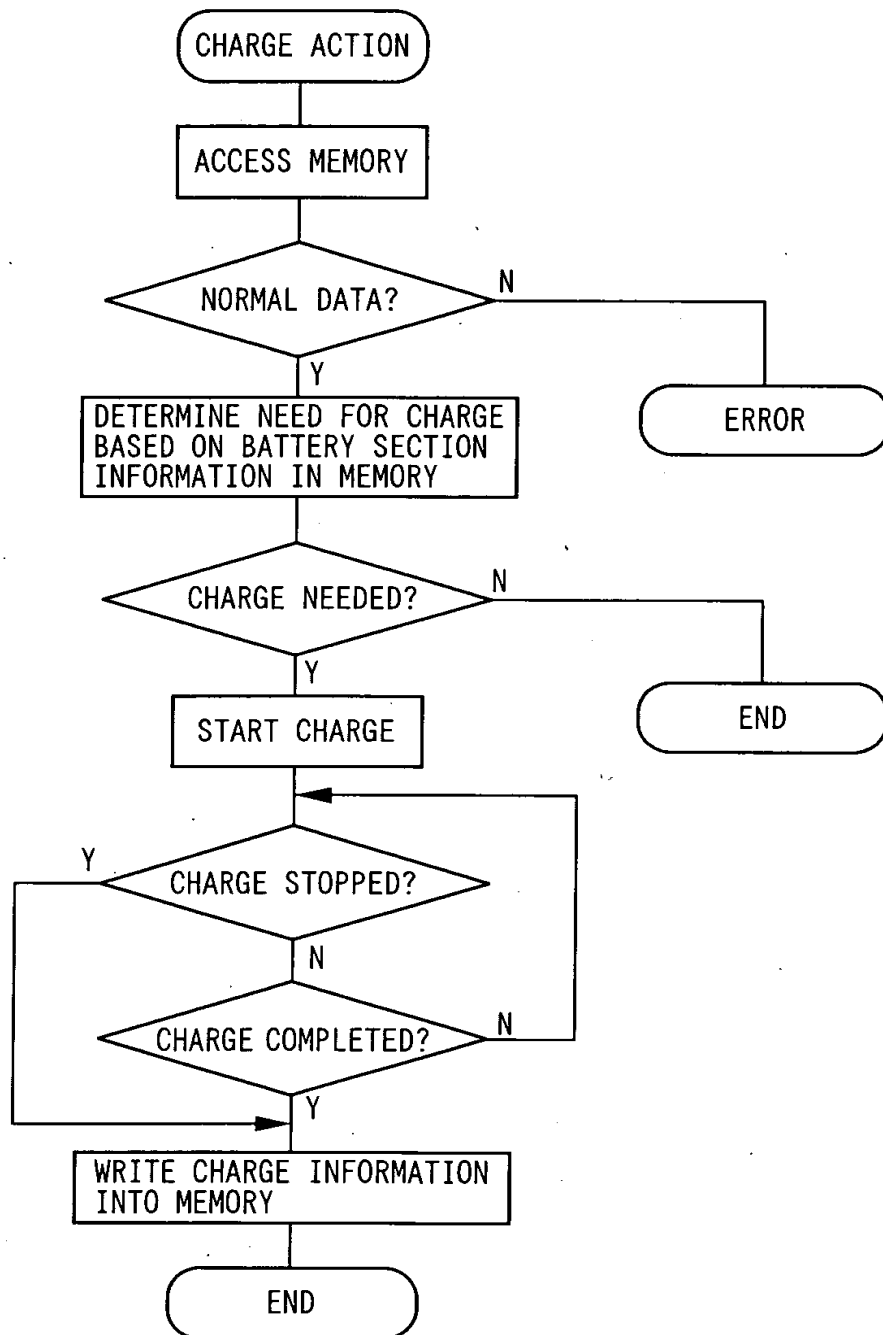 CHARGE ACTION
ACCESS MEMORY
NORMAL DATA?
N
Y
DETERMINE NEED FOR CHARGE
BASED ON BATTERY SECTION
INFORMATION IN MEMORY
ERROR
CHARGE NEEDED?
N
Y
START CHARGE
END
Y
CHARGE STOPPED?
N
CHARGE COMPLETED?
N
Y
WRITE CHARGE INFORMATION
INTO MEMORY
END